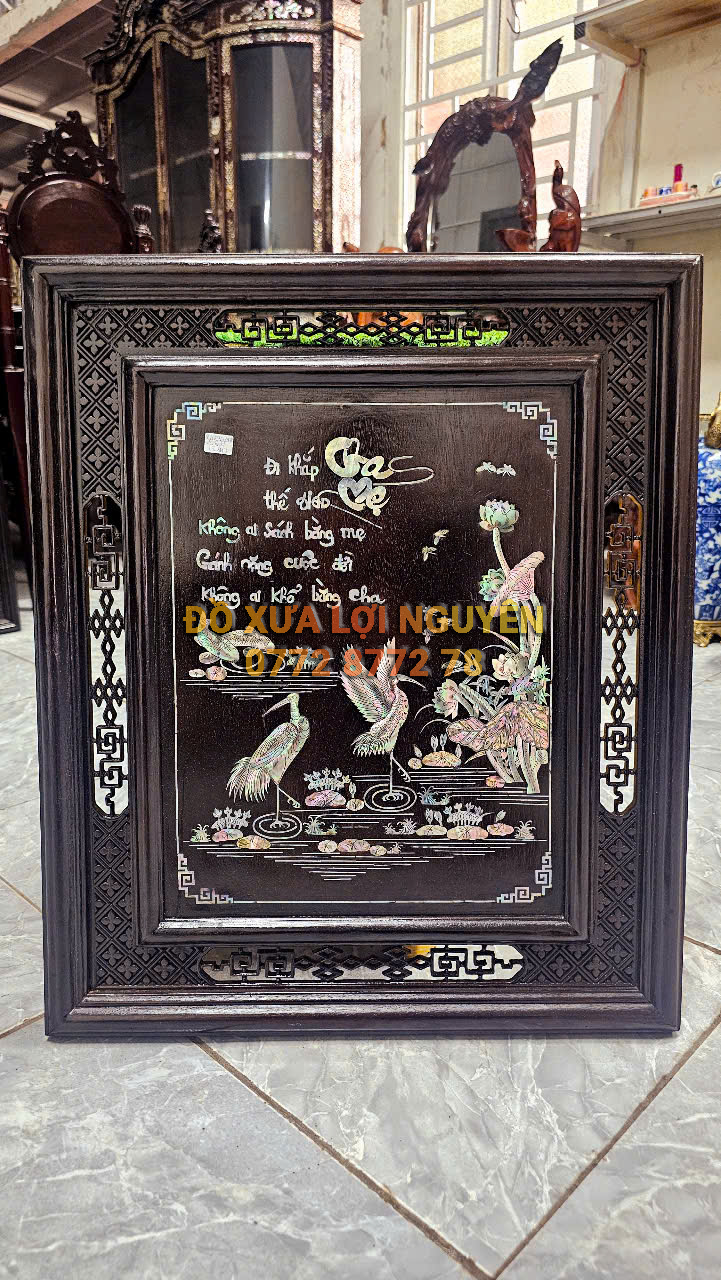 Cha
Mẹ
Đi khắp
thế gian
không ai sánh bằng mẹ
Gánh nặng cuộc đời
không ai khổ bằng cha
ĐỒ XƯA LỢI NGUYÊN
0772 8772 78